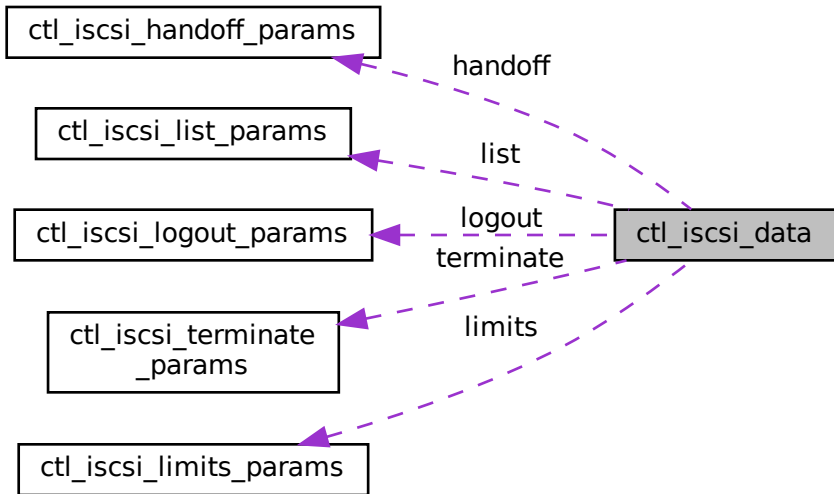 ctl_iscsi_handoff_params
handoff
ctl_iscsi_list_params
list
ctl_iscsi_logout_params
logout
ctl_iscsi_data
terminate
ctl_iscsi_terminate
_params
limits
ctl_iscsi_limits_params